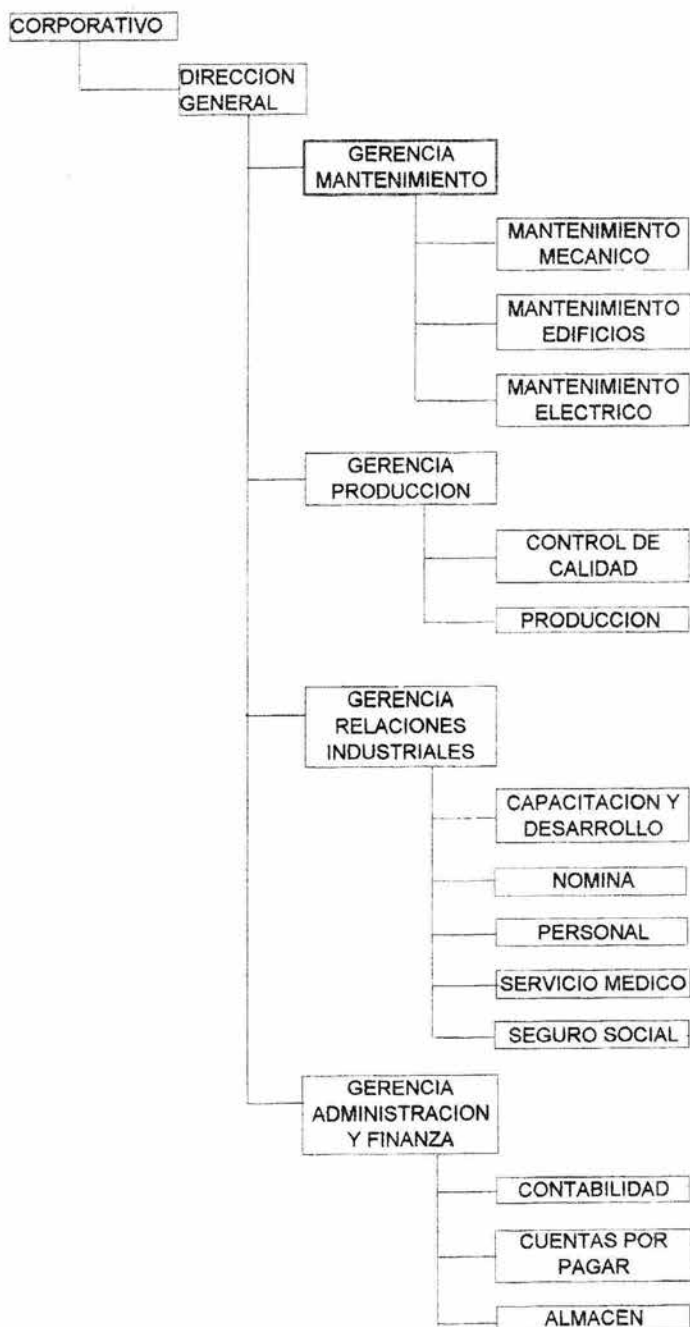 CORPORATIVO
DIRECCION
GENERAL
GERENCIA
MANTENIMIENTO
MANTENIMIENTO
MECANICO
MANTENIMIENTO
EDIFICIOS
MANTENIMIENTO
ELECTRICO
GERENCIA
PRODUCCION
CONTROL DE
CALIDAD
PRODUCCION
GERENCIA
RELACIONES
INDUSTRIALES
CAPACITACION Y
DESARROLLO
NOMINA
PERSONAL
SERVICIO MEDICO
SEGURO SOCIAL
GERENCIA
ADMINISTRACION
Y FINANZA
CONTABILIDAD
CUENTAS POR
PAGAR
ALMACEN